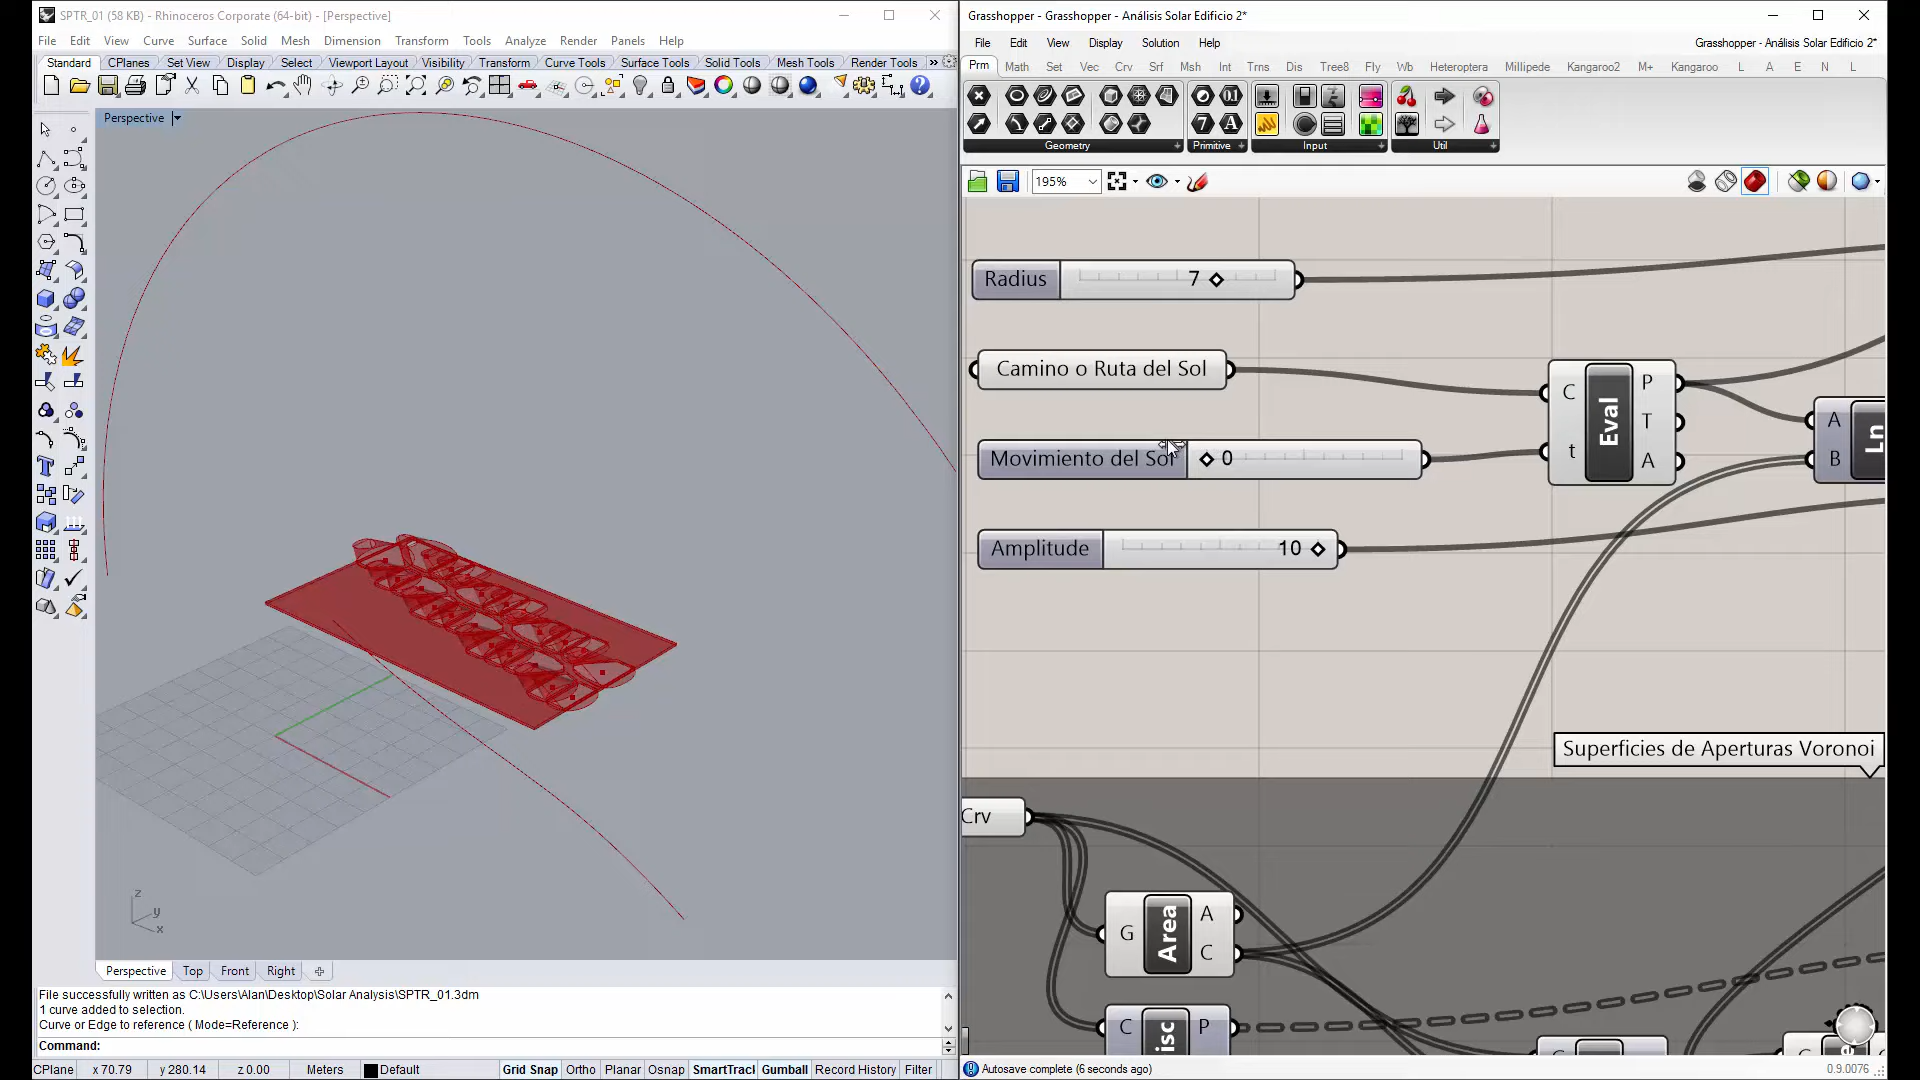 SPTR_01 (58 KB) - Rhinoceros Corporate (64-bit) - [Perspective]
File Edit View Curve Surface Solid Mesh Dimension Transform Tools Analyze Render Panels Help
Standard CPlanes Set View Display Select Viewport Layout Visibility Transform Curve Tools Surface Tools Solid Tools Mesh Tools Render Tools
Perspective
z
y
x
Perspective Top Front Right
File successfully written as C:\Users\Alan\Desktop\Solar Analysis\SPTR_01.3dm
1 curve added to selection.
Curve or Edge to reference ( Mode=Reference ):
Command:
CPlane x 70.79 y 280.14 z 0.00 Meters Default Grid Snap Ortho Planar Osnap SmartTrack Gumball Record History Filter
Grasshopper - Grasshopper - Análisis Solar Edificio 2*
File Edit View Display Solution Help
Grasshopper - Análisis Solar Edificio 2*
Prm Math Set Vec Crv Srf Msh Int Trns Dis Tree8 Fly Wb Heteroptera Millipede Kangaroo2 M+ Kangaroo L A E N L
Geometry Primitive Input Util
195%
Radius 7
Camino o Ruta del Sol
Movimiento del Sol 0
Amplitude 10
C
t
Eval
P
T
A
A
B
Ln
Superficies de Aperturas Voronoi
Crv
G
Area
A
C
C
isc
P
Autosave complete (6 seconds ago)
0.9.0076